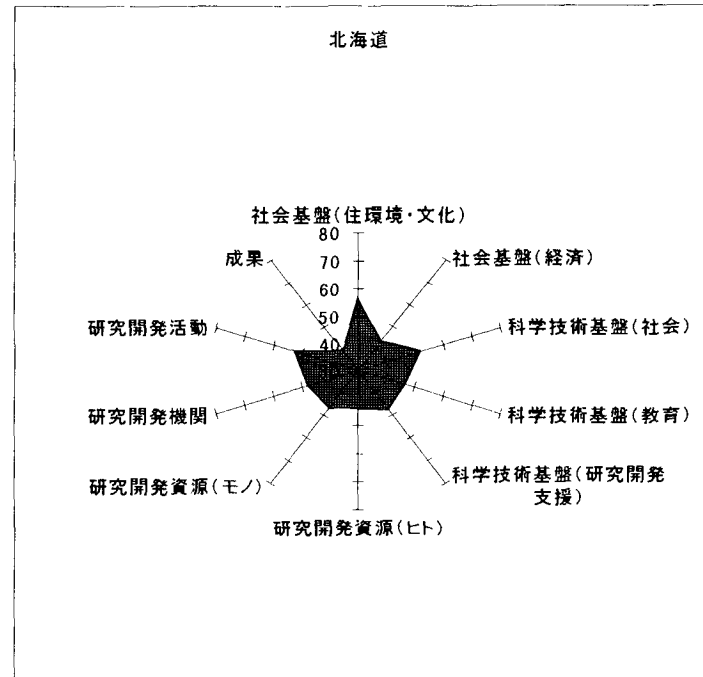 北海道
社会基盤(住環境・文化)
80
70
60
50
40
社会基盤(経済)
科学技術基盤(社会)
科学技術基盤(教育)
科学技術基盤(研究開発
支援)
研究開発資源(ヒト)
研究開発資源(モノ)
研究開発機関
研究開発活動
成果